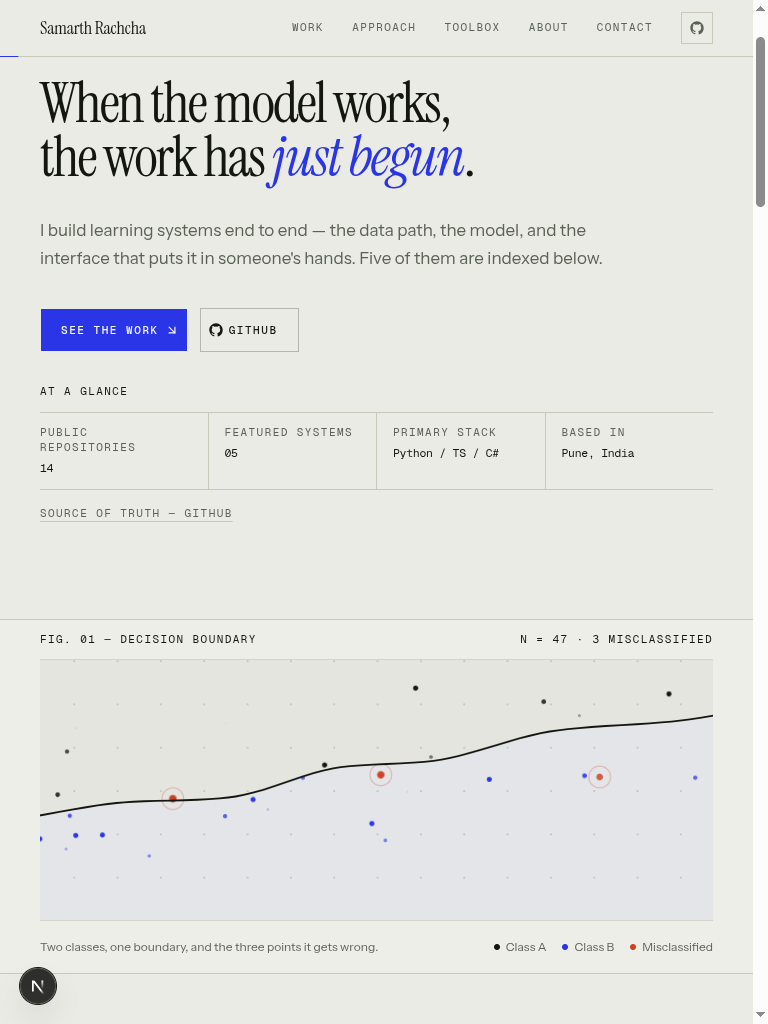 Samarth Rachcha
WORK APPROACH TOOLBOX ABOUT CONTACT
When the model works,
the work has just begun.
I build learning systems end to end — the data path, the model, and the
interface that puts it in someone's hands. Five of them are indexed below.
SEE THE WORK GITHUB
AT A GLANCE
PUBLIC REPOSITORIES
14
FEATURED SYSTEMS
05
PRIMARY STACK
Python / TS / C#
BASED IN
Pune, India
SOURCE OF TRUTH — GITHUB
FIG. 01 — DECISION BOUNDARY
N = 47 · 3 MISCLASSIFIED
Two classes, one boundary, and the three points it gets wrong.
Class A Class B Misclassified
N